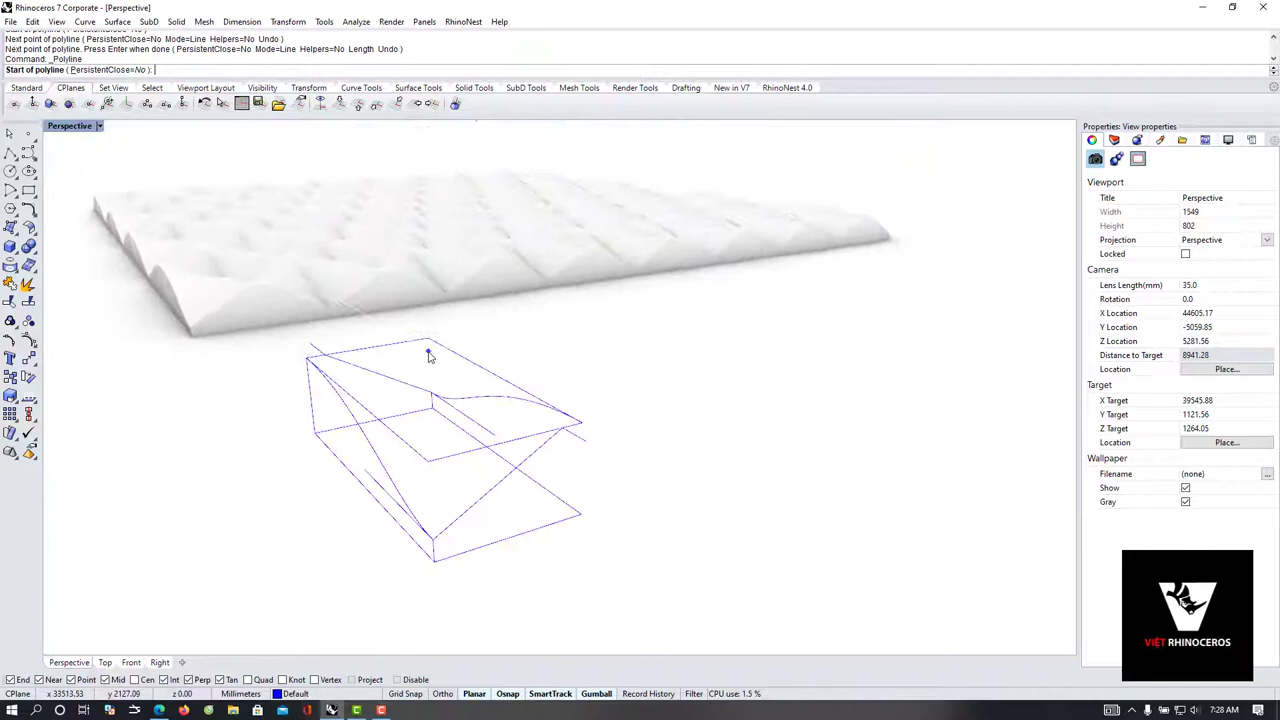 Rhinoceros 7 Corporate - [Perspective]
File Edit View Curve Surface SubD Solid Mesh Dimension Transform Tools Analyze Render Panels RhinoNest Help
Next point of polyline ( PersistentClose=No Mode=Line Helpers=No Undo )
Next point of polyline. Press Enter when done ( PersistentClose=No Mode=Line Helpers=No Length Undo )
Command: _Polyline
Start of polyline ( PersistentClose=No ):
Standard CPlanes Set View Select Viewport Layout Visibility Transform Curve Tools Surface Tools Solid Tools SubD Tools Mesh Tools Render Tools Drafting New in V7 RhinoNest 4.0
Perspective
Properties: View properties
Viewport
Title Perspective
Width 1549
Height 802
Projection Perspective
Locked
Camera
Lens Length(mm) 35.0
Rotation 0.0
X Location 44605.17
Y Location -5059.85
Z Location 5281.56
Distance to Target 8941.28
Location Place...
Target
X Target 39545.88
Y Target 1121.56
Z Target 1264.05
Location Place...
Wallpaper
Filename (none) ...
Show
Gray
VIỆT RHINOCEROS
Perspective Top Front Right
End Near Point Mid Cen Int Perp Tan Quad Knot Vertex Project Disable
CPlane x 33513.53 y 2127.09 z 0.00 Millimeters Default Grid Snap Ortho Planar Osnap SmartTrack Gumball Record History Filter CPU use: 1.5 %
7:28 AM